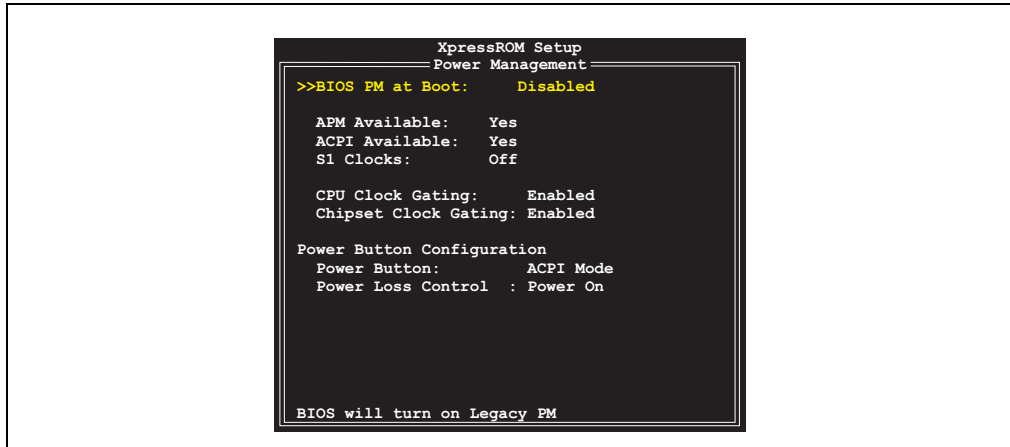 XpressROM Setup
Power Management
>>BIOS PM at Boot: Disabled
APM Available: Yes
ACPI Available: Yes
S1 Clocks: Off
CPU Clock Gating: Enabled
Chipset Clock Gating: Enabled
Power Button Configuration
Power Button: ACPI Mode
Power Loss Control : Power On
BIOS will turn on Legacy PM